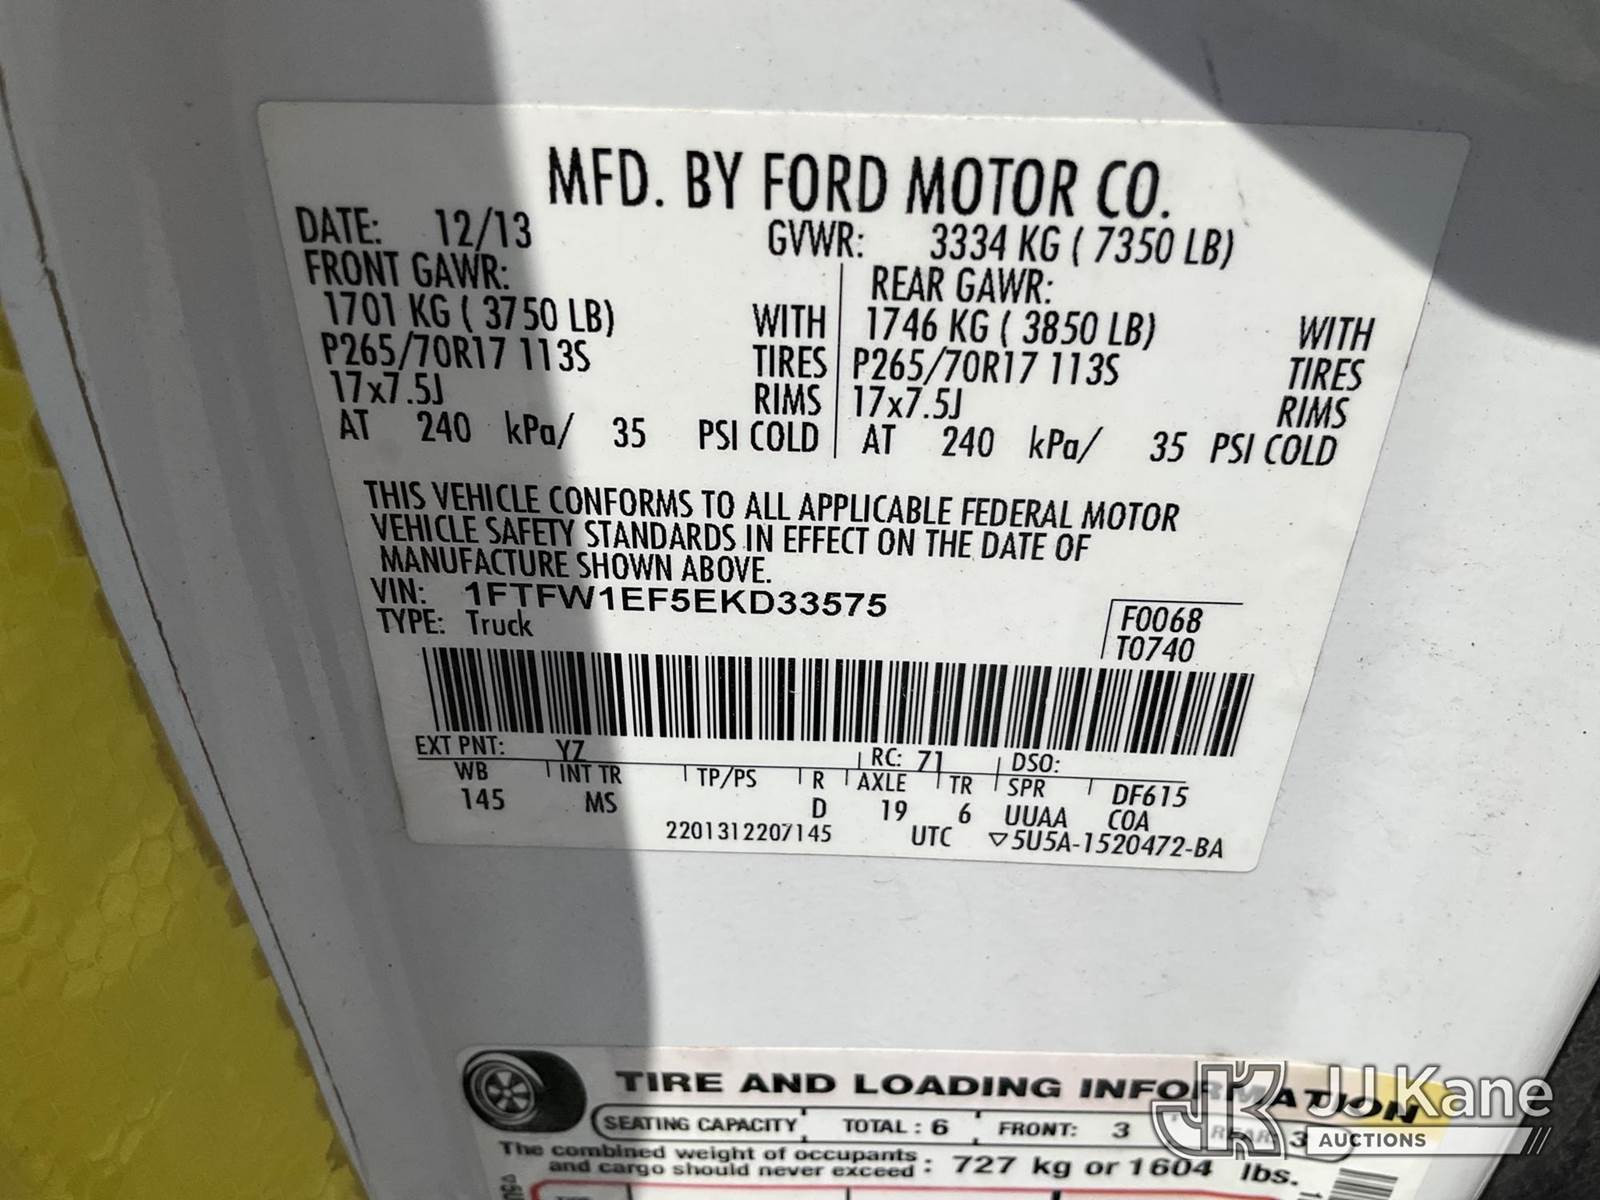 MFD. BY FORD MOTOR CO.
DATE: 12/13 GVWR: 3334 KG ( 7350 LB)
FRONT GAWR: REAR GAWR:
1701 KG ( 3750 LB) WITH 1746 KG ( 3850 LB) WITH
P265/70R17 113S TIRES P265/70R17 113S TIRES
17x7.5J RIMS 17x7.5J RIMS
AT 240 kPa/ 35 PSI COLD AT 240 kPa/ 35 PSI COLD
THIS VEHICLE CONFORMS TO ALL APPLICABLE FEDERAL MOTOR
VEHICLE SAFETY STANDARDS IN EFFECT ON THE DATE OF
MANUFACTURE SHOWN ABOVE.
VIN: 1FTFW1EF5EKD33575 F0068
TYPE: Truck T0740
EXT PNT: YZ RC: 71 DSO:
WB INT TR TP/PS R AXLE TR SPR DF615
145 MS D 19 6 UUAA COA
2201312207145 UTC ▽5U5A-1520472-BA
TIRE AND LOADING INFORMATION
SEATING CAPACITY TOTAL : 6 FRONT: 3 REAR: 3
The combined weight of occupants
and cargo should never exceed : 727 kg or 1604 lbs.
JJ Kane
AUCTIONS